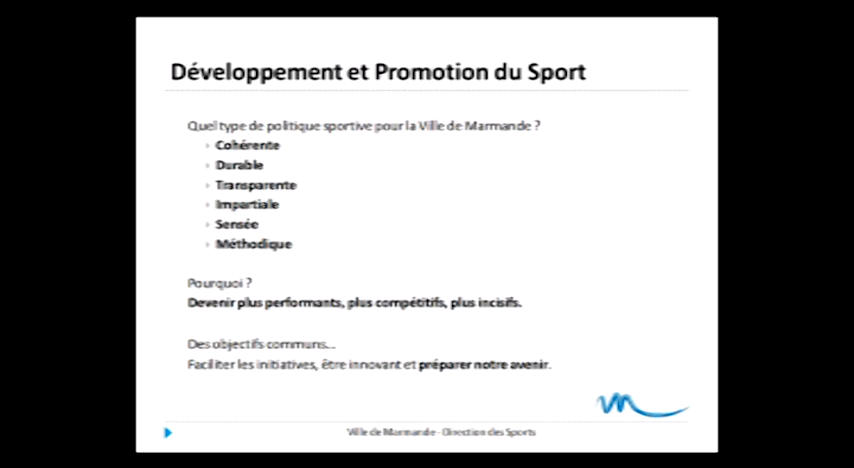 Développement et Promotion du Sport
Quel type de politique sportive pour la Ville de Marmande ?
Cohérente
Durable
Transparente
Impartiale
Sensée
Méthodique
Pourquoi ?
Devenir plus performants, plus compétitifs, plus incisifs.
Des objectifs communs...
Faciliter les initiatives, être innovant et préparer notre avenir.
Ville de Marmande - Direction des Sports